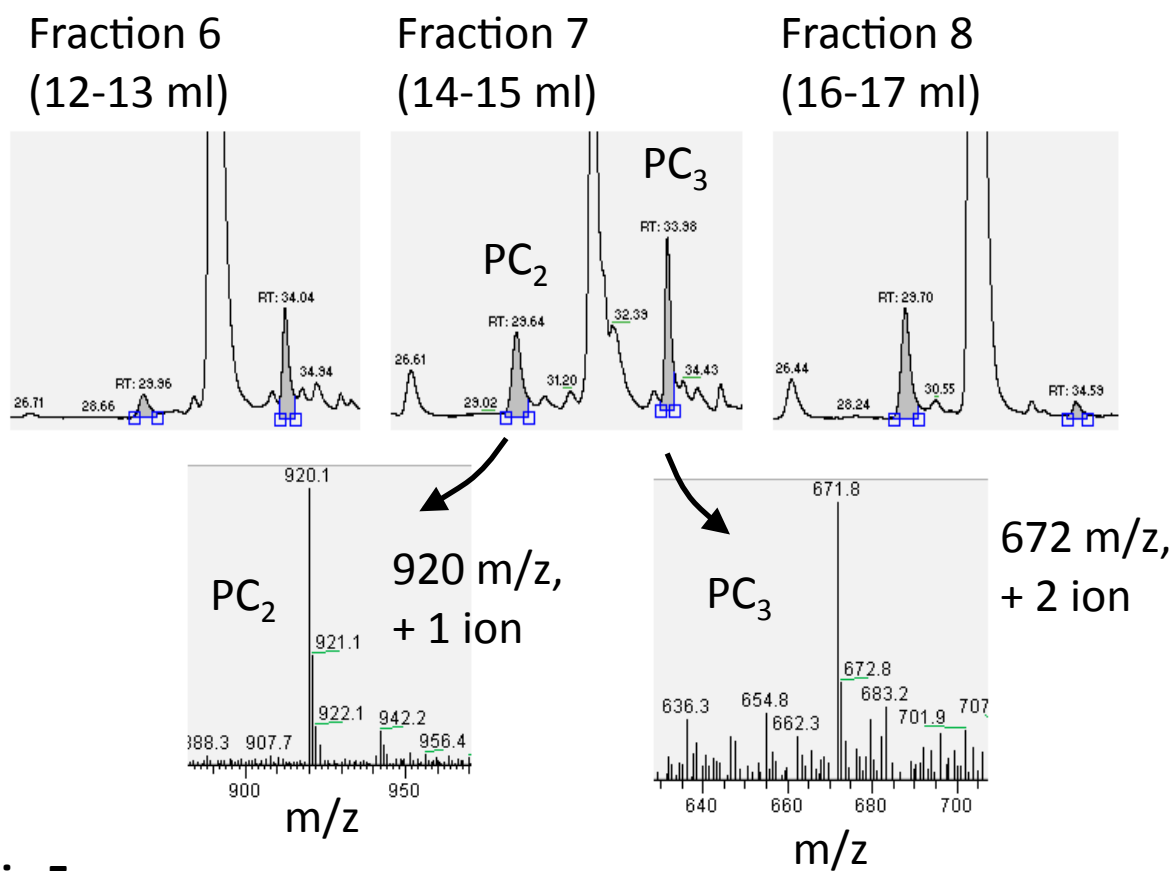 Fraction 6
(12-13 ml)
Fraction 7
(14-15 ml)
Fraction 8
(16-17 ml)
26.71
28.66
RT: 29.96
RT: 34.04
34.94
26.61
29.02
PC2
RT: 29.64
31.20
32.39
PC3
RT: 33.98
34.43
26.44
28.24
RT: 29.70
30.55
RT: 34.59
920.1
PC2
921.1
922.1
888.3
907.7
942.2
956.4
900
950
m/z
920 m/z,
+ 1 ion
671.8
PC3
672.8
636.3
654.8
662.3
683.2
701.9
707
640
660
680
700
m/z
672 m/z,
+ 2 ion